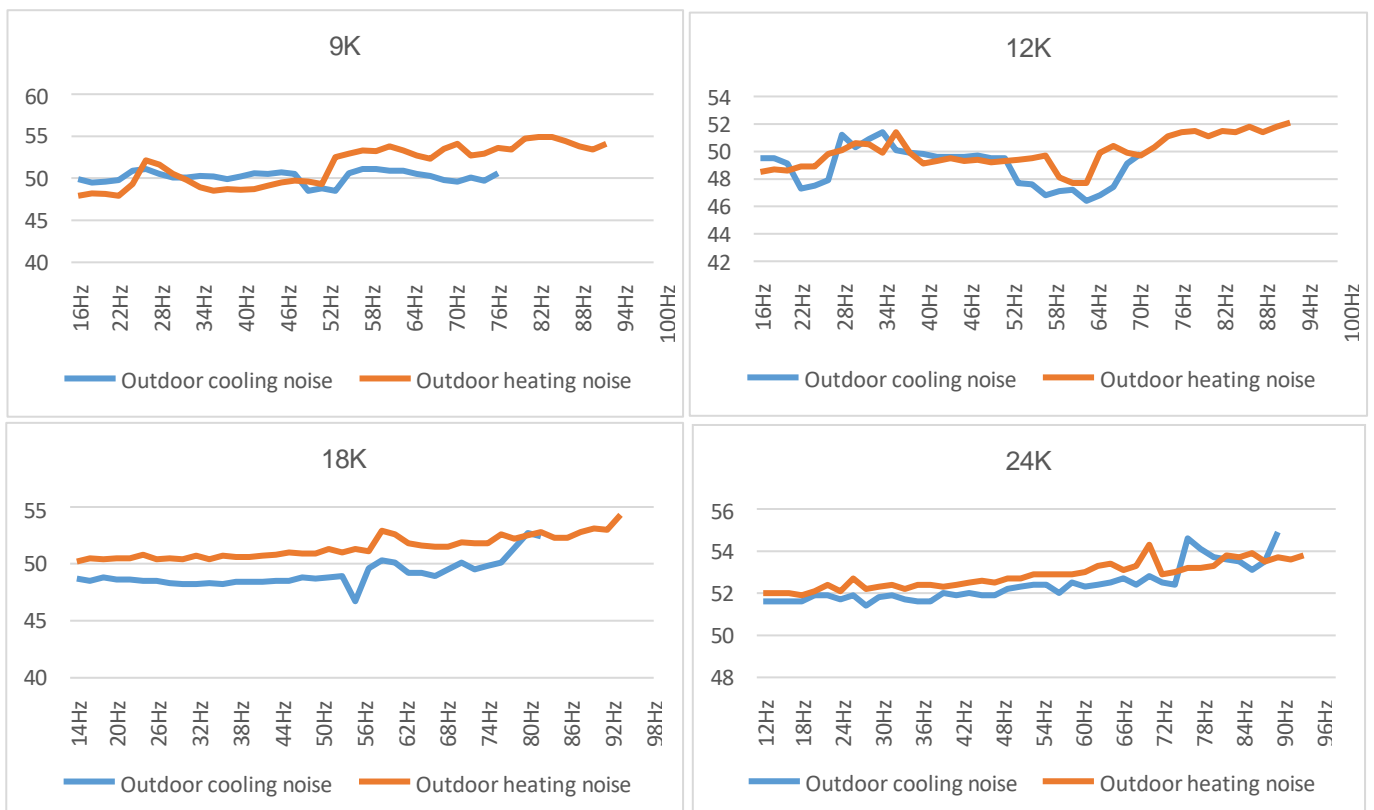 9K
60
55
50
45
40
16Hz 22Hz 28Hz 34Hz 40Hz 46Hz 52Hz 58Hz 64Hz 70Hz 76Hz 82Hz 88Hz 94Hz 100Hz
Outdoor cooling noise Outdoor heating noise
12K
54
52
50
48
46
44
42
16Hz 22Hz 28Hz 34Hz 40Hz 46Hz 52Hz 58Hz 64Hz 70Hz 76Hz 82Hz 88Hz 94Hz 100Hz
Outdoor cooling noise Outdoor heating noise
18K
55
50
45
40
14Hz 20Hz 26Hz 32Hz 38Hz 44Hz 50Hz 56Hz 62Hz 68Hz 74Hz 80Hz 86Hz 92Hz 98Hz
Outdoor cooling noise Outdoor heating noise
24K
56
54
52
50
48
12Hz 18Hz 24Hz 30Hz 36Hz 42Hz 48Hz 54Hz 60Hz 66Hz 72Hz 78Hz 84Hz 90Hz 96Hz
Outdoor cooling noise Outdoor heating noise